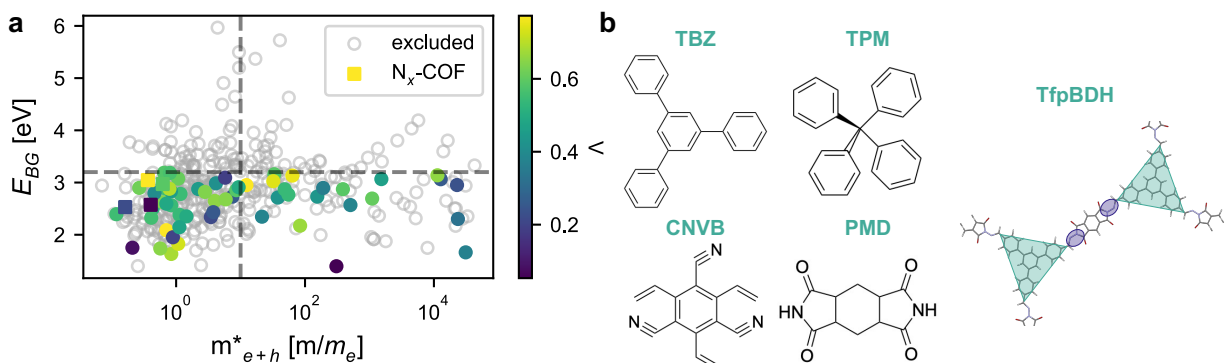 a
6
5
4
3
2
E_BG [eV]
excluded
N_x-COF
10^0
10^2
10^4
m*_e+h [m/m_e]
0.6
0.4
0.2
<
b
TBZ
TPM
TfpBDH
CNVB
PMD
N
N
N
O
O
HN
NH
O
O